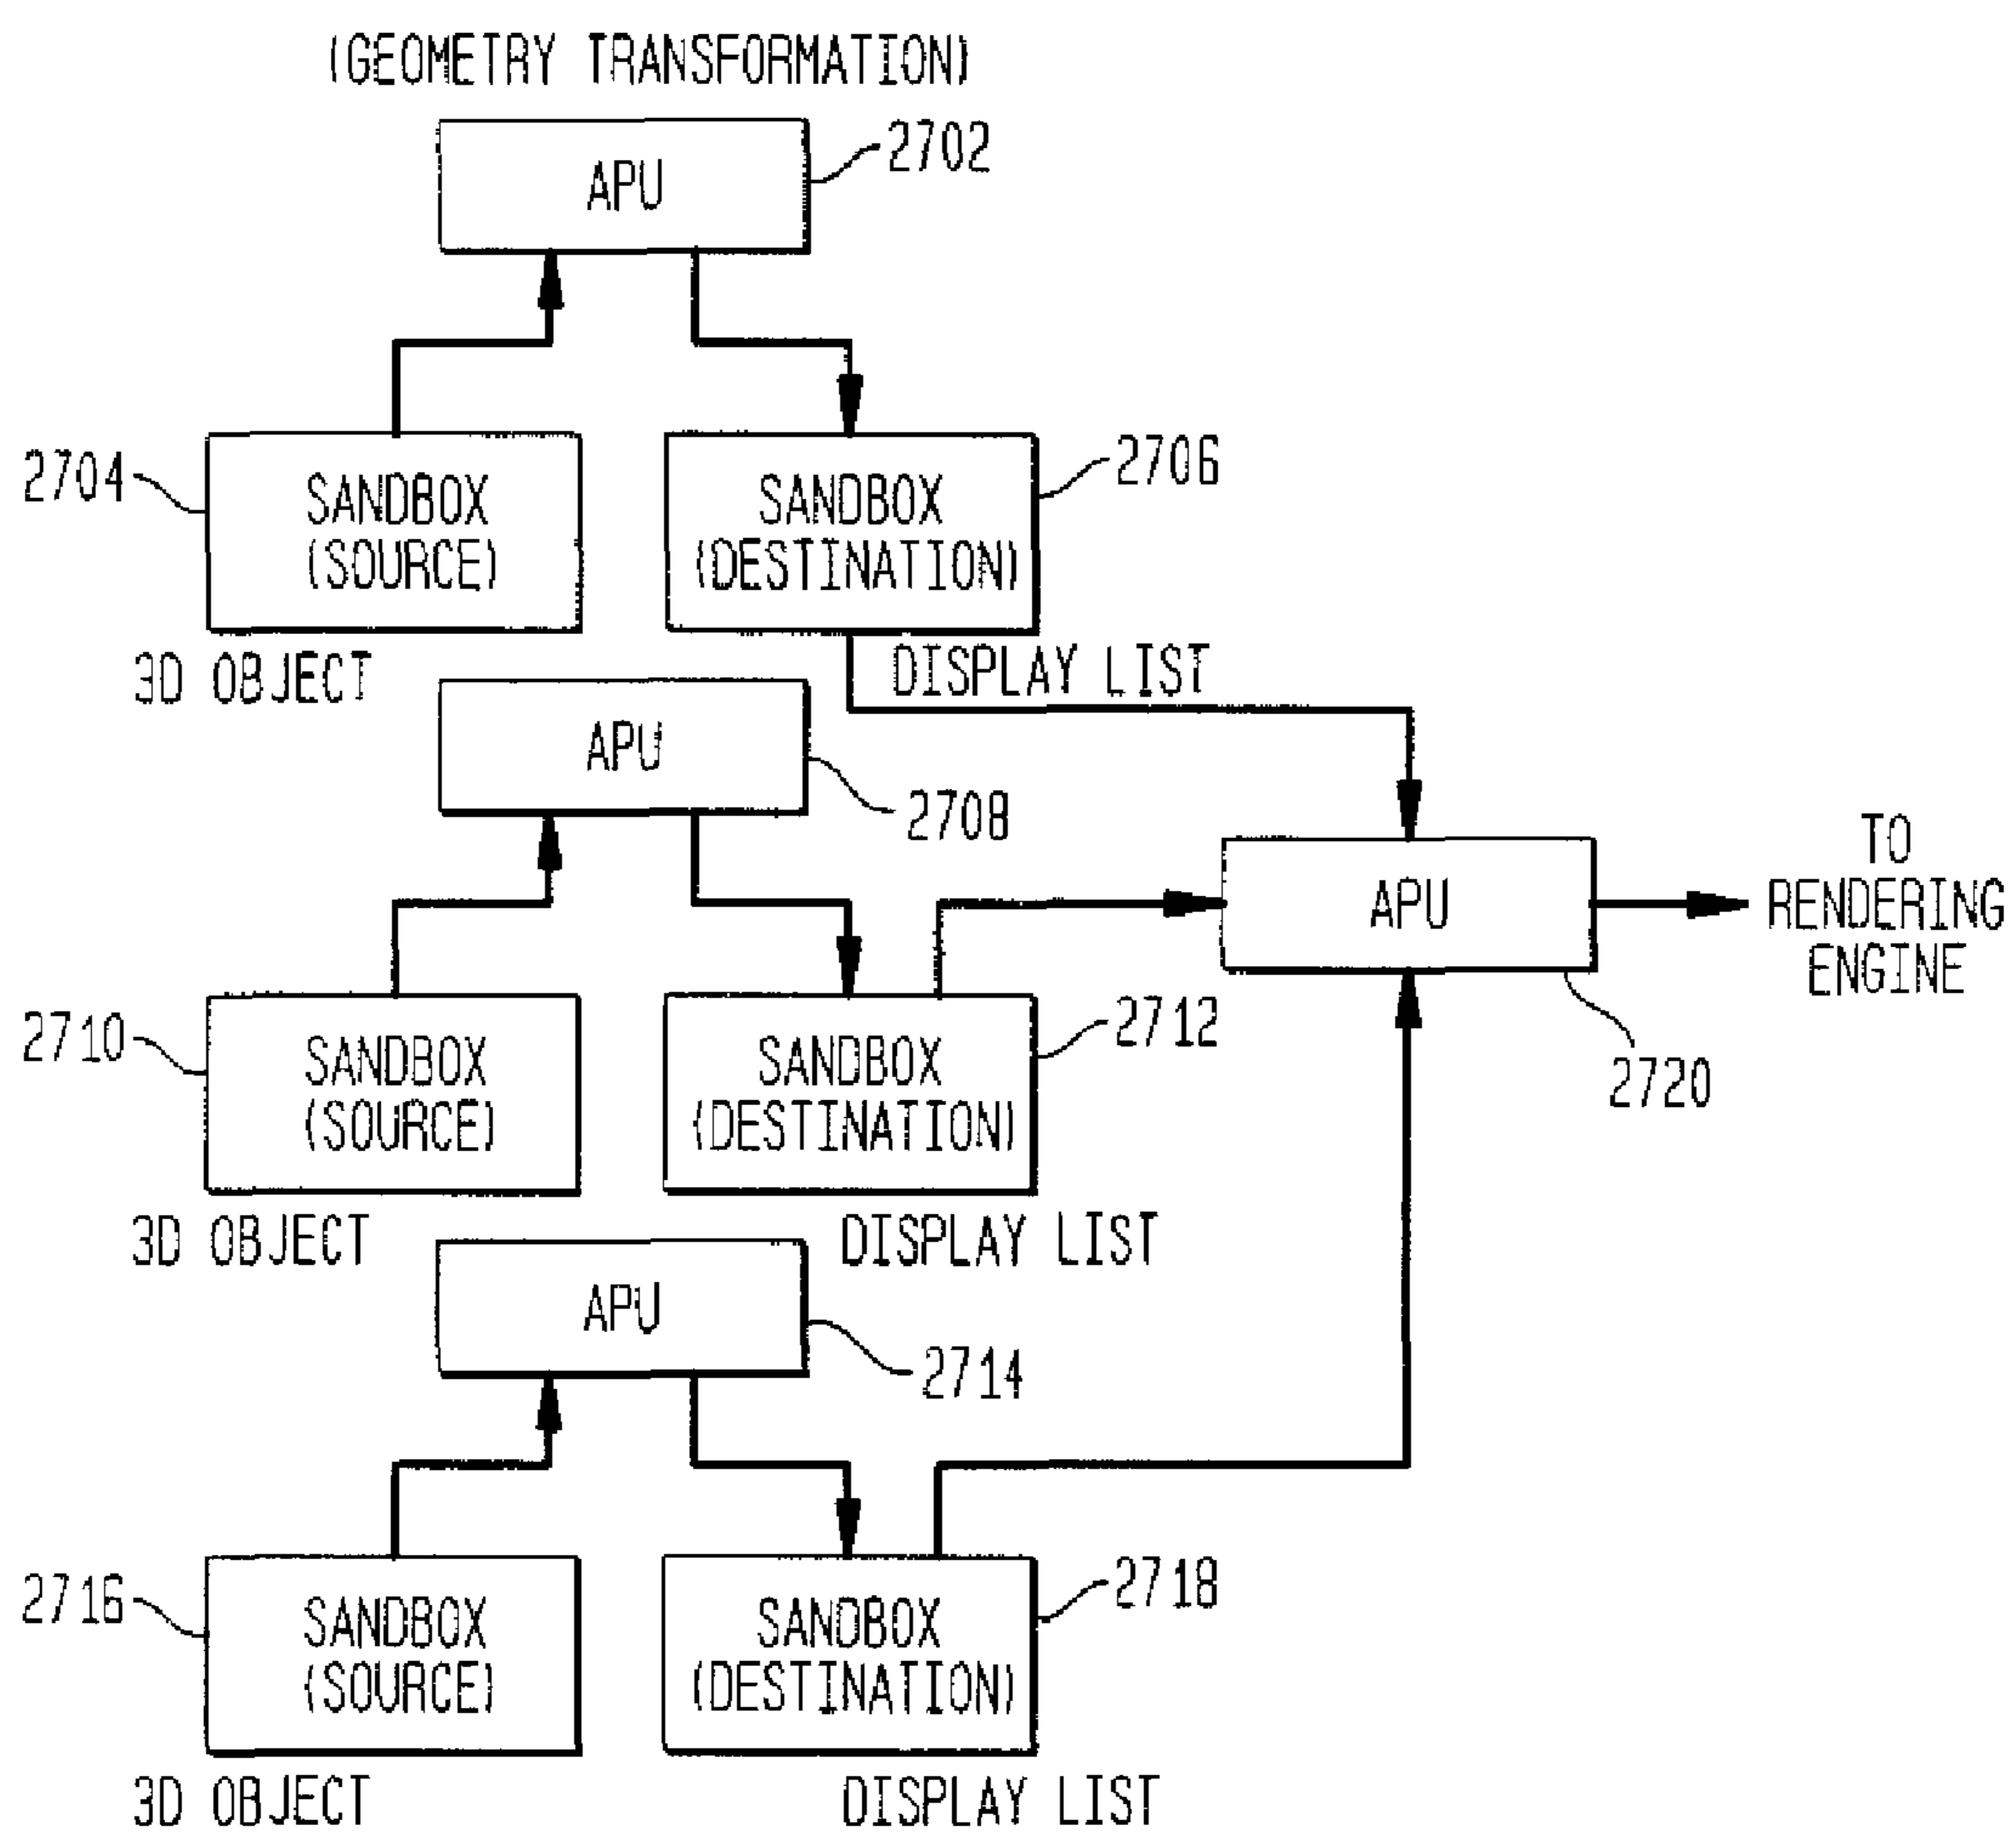 (GEOMETRY TRANSFORMATION)
APU
2702
2704
SANDBOX
(SOURCE)
SANDBOX
(DESTINATION)
2706
3D OBJECT
DISPLAY LIST
APU
2708
APU
TO
RENDERING
ENGINE
2710
SANDBOX
(SOURCE)
SANDBOX
(DESTINATION)
2712
2720
3D OBJECT
DISPLAY LIST
APU
2714
2716
SANDBOX
(SOURCE)
SANDBOX
(DESTINATION)
2718
3D OBJECT
DISPLAY LIST